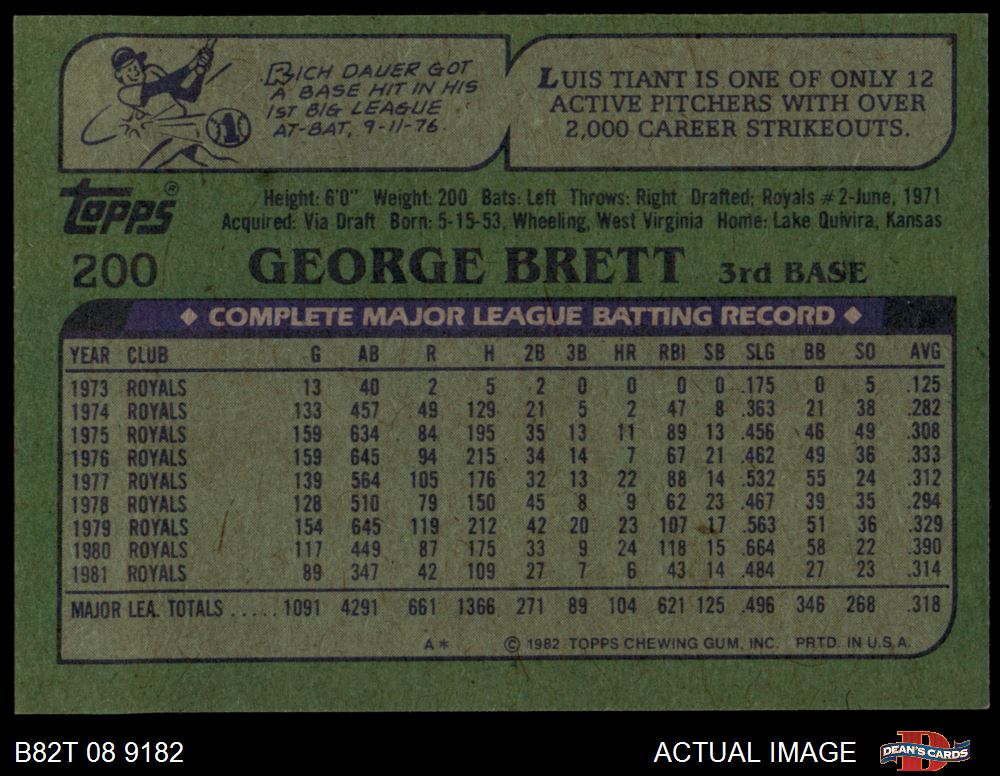 RICH DAUER GOT
A BASE HIT IN HIS
1ST BIG LEAGUE
AT-BAT, 9-11-76.
1
LUIS TIANT IS ONE OF ONLY 12
ACTIVE PITCHERS WITH OVER
2,000 CAREER STRIKEOUTS.
Topps®
Height: 6'0" Weight: 200 Bats: Left Throws: Right Drafted: Royals #2-June, 1971
Acquired: Via Draft Born: 5-15-53, Wheeling, West Virginia Home: Lake Quivira, Kansas
200 GEORGE BRETT 3rd BASE
◆ COMPLETE MAJOR LEAGUE BATTING RECORD ◆
YEAR CLUB G AB R H 2B 3B HR RBI SB SLG BB SO AVG
1973 ROYALS 13 40 2 5 2 0 0 0 0 .175 0 5 .125
1974 ROYALS 133 457 49 129 21 5 2 47 8 .363 21 38 .282
1975 ROYALS 159 634 84 195 35 13 11 89 13 .456 46 49 .308
1976 ROYALS 159 645 94 215 34 14 7 67 21 .462 49 36 .333
1977 ROYALS 139 564 105 176 32 13 22 88 14 .532 55 24 .312
1978 ROYALS 128 510 79 150 45 8 9 62 23 .467 39 35 .294
1979 ROYALS 154 645 119 212 42 20 23 107 17 .563 51 36 .329
1980 ROYALS 117 449 87 175 33 9 24 118 15 .664 58 22 .390
1981 ROYALS 89 347 42 109 27 7 6 43 14 .484 27 23 .314
MAJOR LEA. TOTALS ..... 1091 4291 661 1366 271 89 104 621 125 .496 346 268 .318
A* © 1982 TOPPS CHEWING GUM, INC. PRTD. IN U.S.A.
B82T 08 9182 ACTUAL IMAGE DEAN'S CARDS